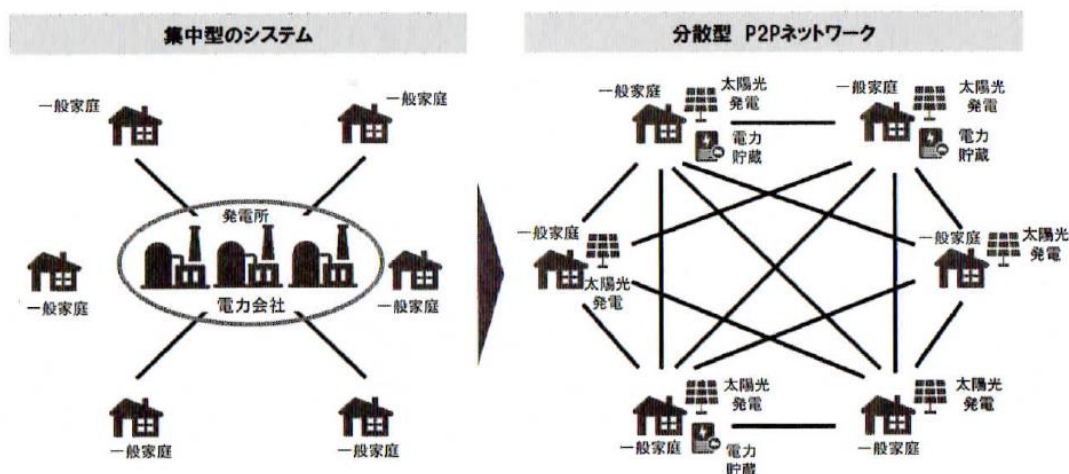 集中型のシステム
一般家庭
一般家庭
発電所
一般家庭
電力会社
一般家庭
一般家庭
一般家庭
分散型 P2Pネットワーク
一般家庭
太陽光
発電
電力
貯蔵
一般家庭
太陽光
発電
電力
貯蔵
一般家庭
太陽光
発電
一般家庭
太陽光
発電
一般家庭
太陽光
発電
電力
貯蔵
一般家庭
太陽光
発電